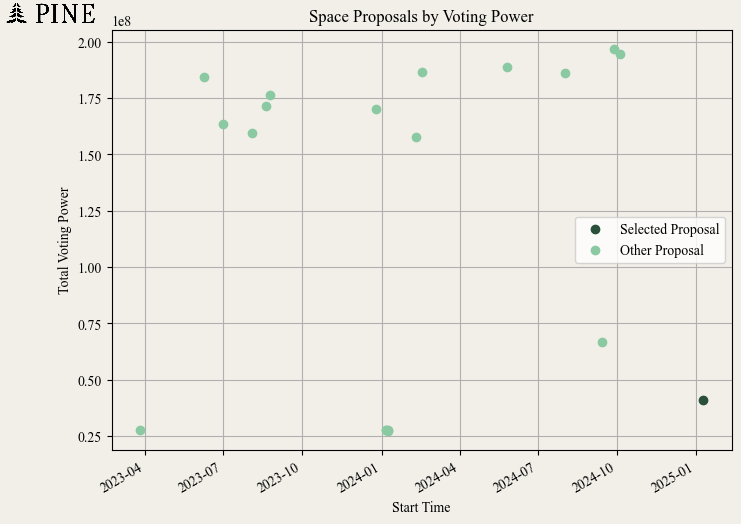 PINE
Space Proposals by Voting Power
1e8
2.00
1.75
1.50
1.25
1.00
0.75
0.50
0.25
Total Voting Power
Selected Proposal
Other Proposal
2023-04
2023-07
2023-10
2024-01
2024-04
2024-07
2024-10
2025-01
Start Time